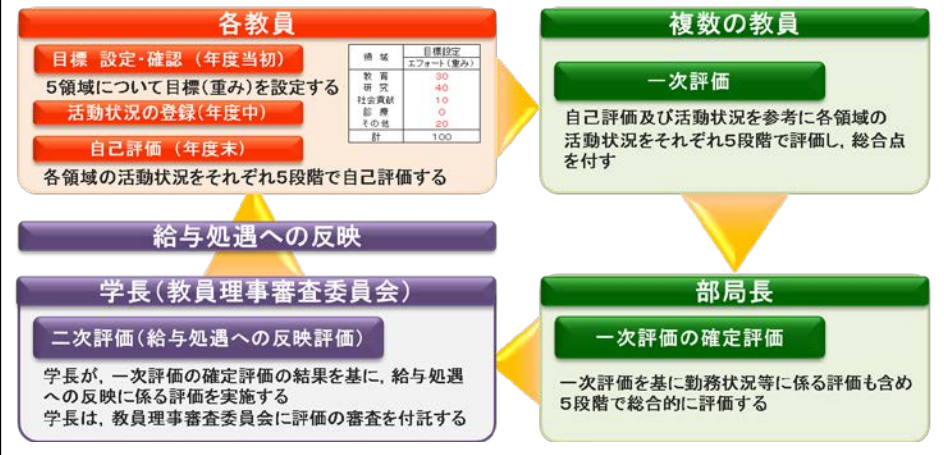 各教員
目標 設定・確認（年度当初）
5領域について目標(重み)を設定する
活動状況の登録(年度中)
自己評価 （年度末）
各領域の活動状況をそれぞれ5段階で自己評価する
領 域 目標設定
エフォート(重み)
教 育 30
研 究 40
社会貢献 10
診 療 0
その他 20
計 100
複数の教員
一次評価
自己評価及び活動状況を参考に各領域の
活動状況をそれぞれ5段階で評価し，総合点
を付す
給与処遇への反映
学長(教員理事審査委員会)
二次評価(給与処遇への反映評価)
学長が，一次評価の確定評価の結果を基に，給与処遇
への反映に係る評価を実施する
学長は，教員理事審査委員会に評価の審査を付託する
部局長
一次評価の確定評価
一次評価を基に勤務状況等に係る評価も含め
5段階で総合的に評価する